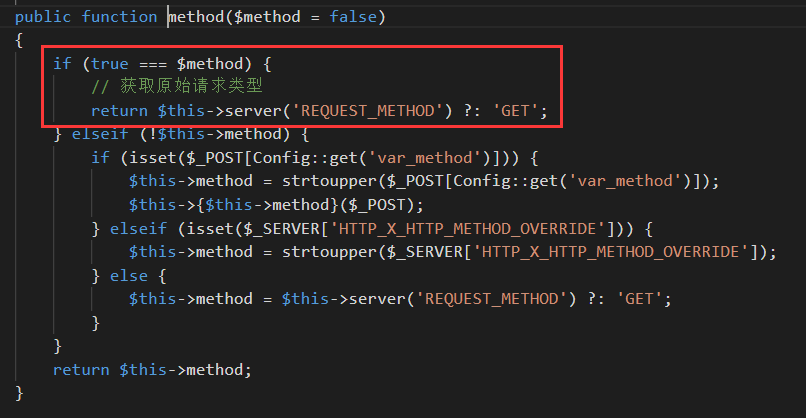 public function method($method = false)
{
if (true === $method) {
// 获取原始请求类型
return $this->server('REQUEST_METHOD') ?: 'GET';
} elseif (!$this->method) {
if (isset($_POST[Config::get('var_method')])) {
$this->method = strtoupper($_POST[Config::get('var_method')]);
$this->{$this->method}($_POST);
} elseif (isset($_SERVER['HTTP_X_HTTP_METHOD_OVERRIDE'])) {
$this->method = strtoupper($_SERVER['HTTP_X_HTTP_METHOD_OVERRIDE']);
} else {
$this->method = $this->server('REQUEST_METHOD') ?: 'GET';
}
}
return $this->method;
}